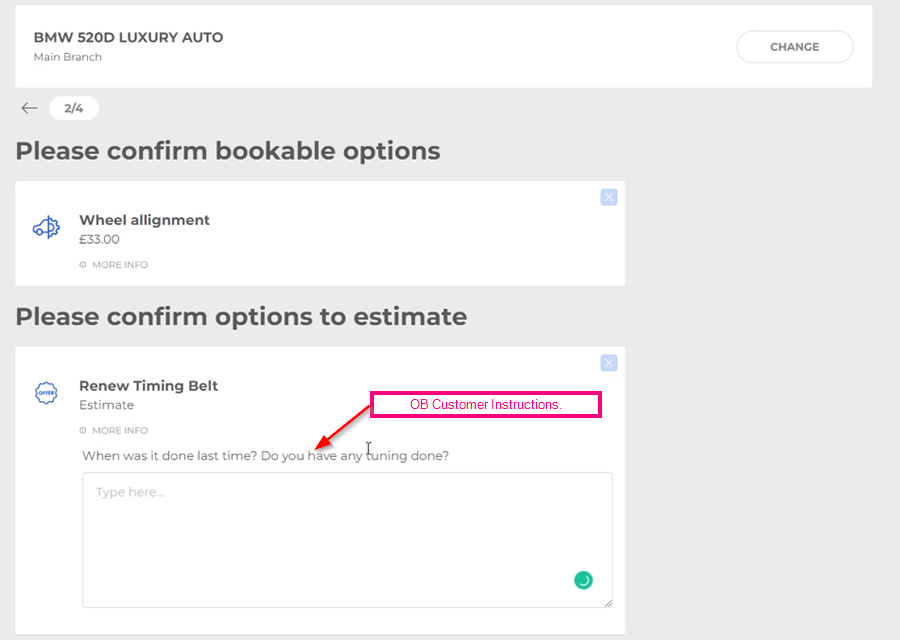 BMW 520D LUXURY AUTO
Main Branch
CHANGE
2/4
Please confirm bookable options
Wheel allignment
£33.00
MORE INFO
Please confirm options to estimate
OFFER
Renew Timing Belt
Estimate
OB Customer Instructions.
MORE INFO
When was it done last time? Do you have any tuning done?
Type here...